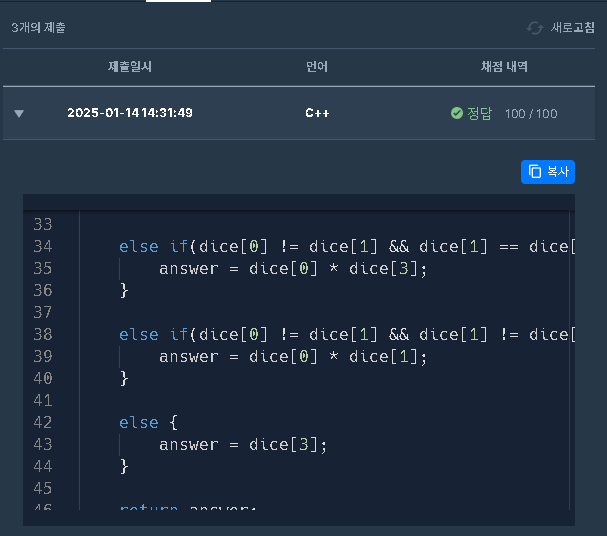 3개의 제출
새로고침
제출일시 언어 채점 내역
2025-01-14 14:31:49 C++ 정답 100 / 100
복사
33
34 else if(dice[0] != dice[1] && dice[1] == dice[
35 answer = dice[0] * dice[3];
36 }
37
38 else if(dice[0] != dice[1] && dice[1] != dice[
39 answer = dice[0] * dice[1];
40 }
41
42 else {
43 answer = dice[3];
44 }
45
46 return answer;